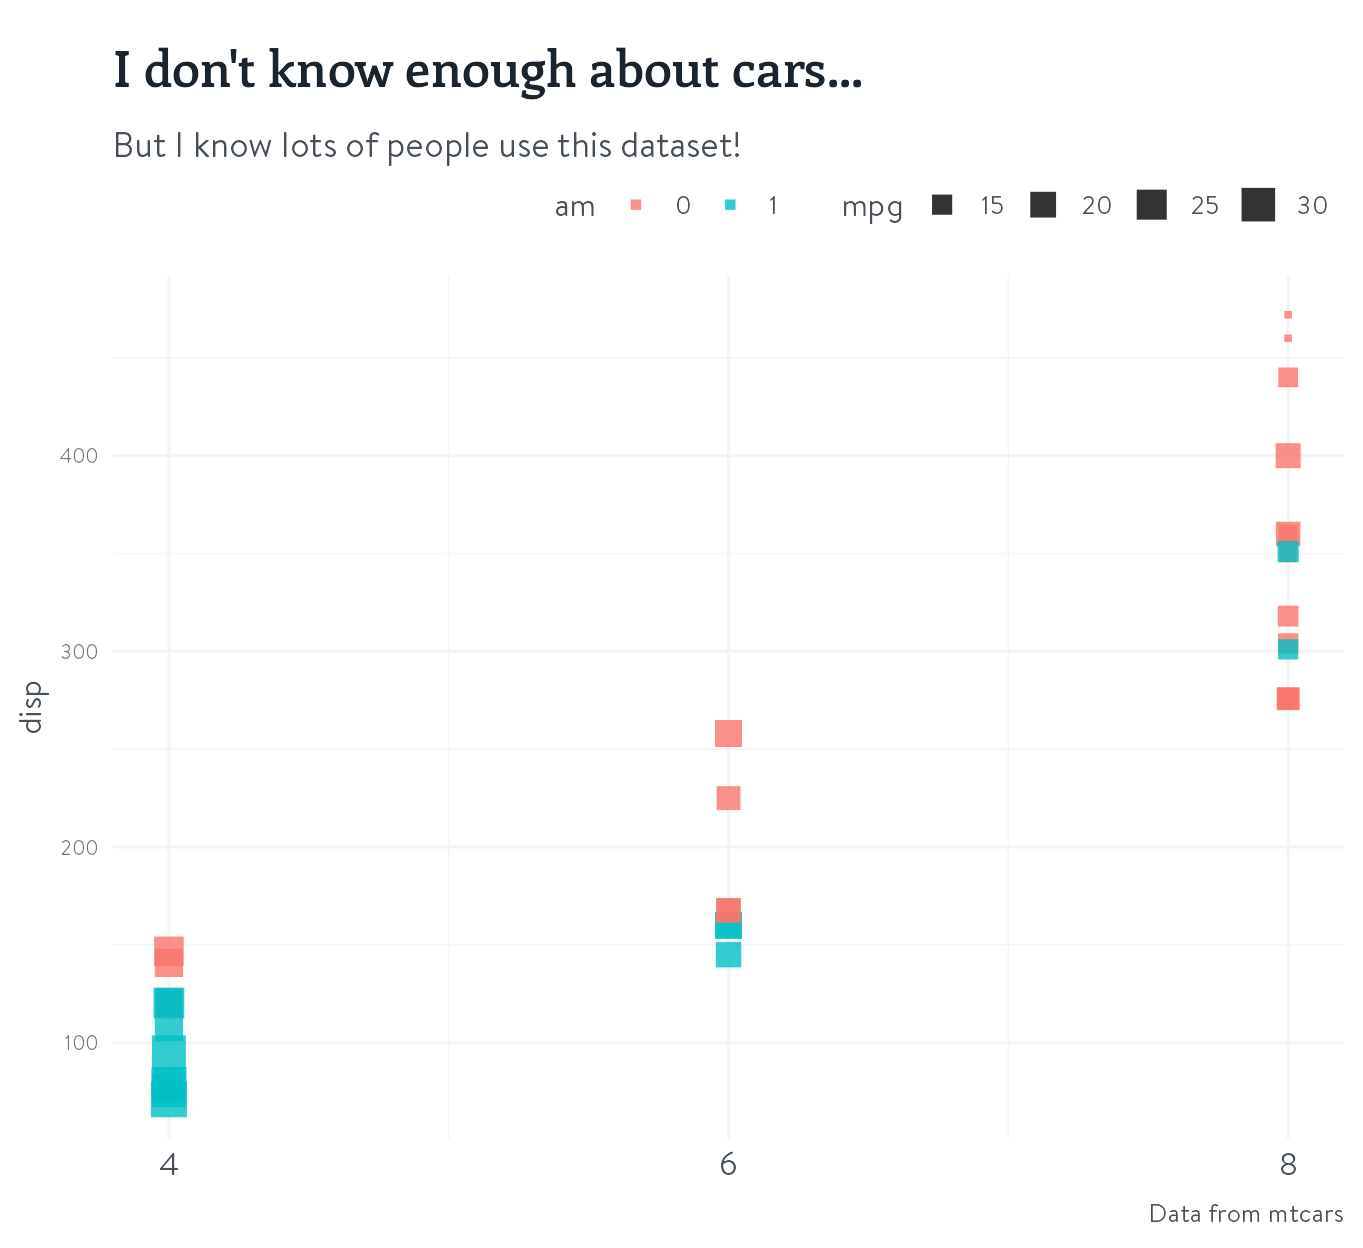 I don't know enough about cars...
But I know lots of people use this dataset!
am 0 1 mpg 15 20 25 30
400
300
disp
200
100
4 6 8
Data from mtcars